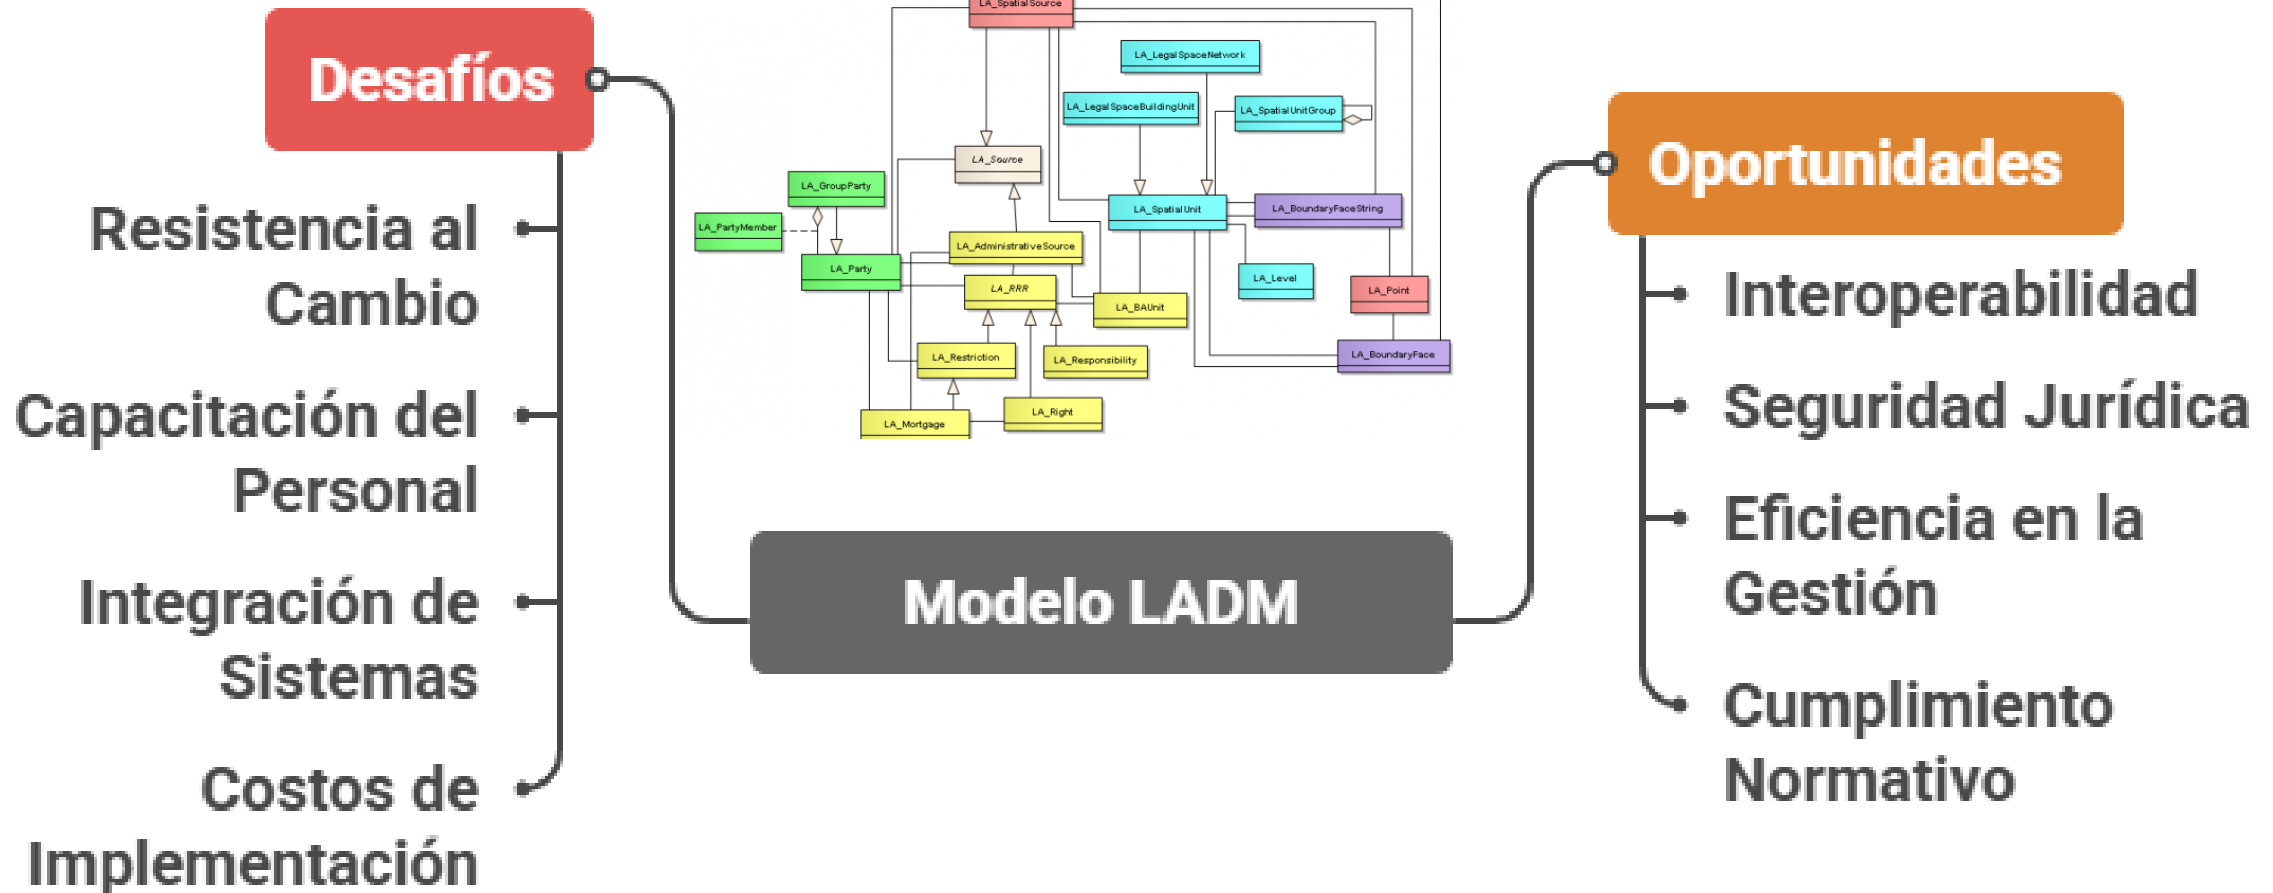 Desafíos
Resistencia al
Cambio
Capacitación del
Personal
Integración de
Sistemas
Costos de
Implementación
LA_SpatialSource
LA_LegalSpaceNetwork
LA_LegalSpaceBuildingUnit
LA_SpatialUnitGroup
LA_Source
LA_GroupParty
LA_PartyMember
LA_SpatialUnit
LA_BoundaryFaceString
LA_AdministrativeSource
LA_Party
LA_Level
LA_RRR
LA_Point
LA_BAUnit
LA_Restriction
LA_Responsibility
LA_BoundaryFace
LA_Right
LA_Mortgage
Modelo LADM
Oportunidades
Interoperabilidad
Seguridad Jurídica
Eficiencia en la
Gestión
Cumplimiento
Normativo